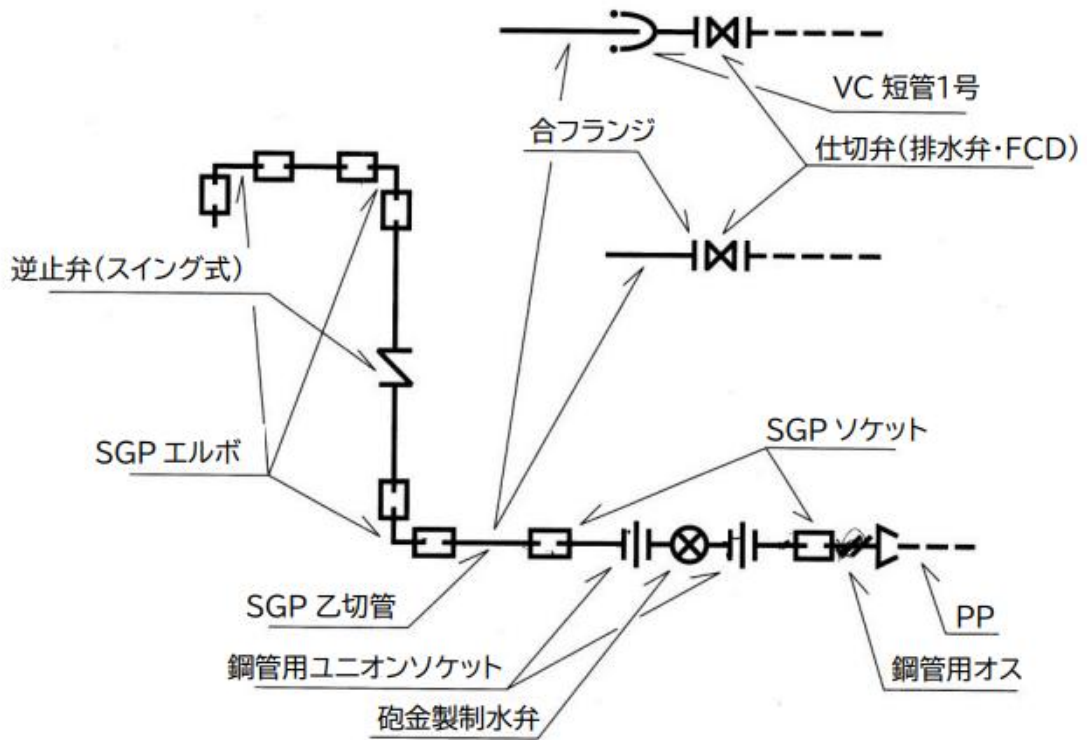 VC 短管1号
合フランジ
仕切弁(排水弁・FCD)
逆止弁(スイング式)
SGP ソケット
SGP エルボ
SGP 乙切管
PP
鋼管用ユニオンソケット
鋼管用オス
砲金製制水弁